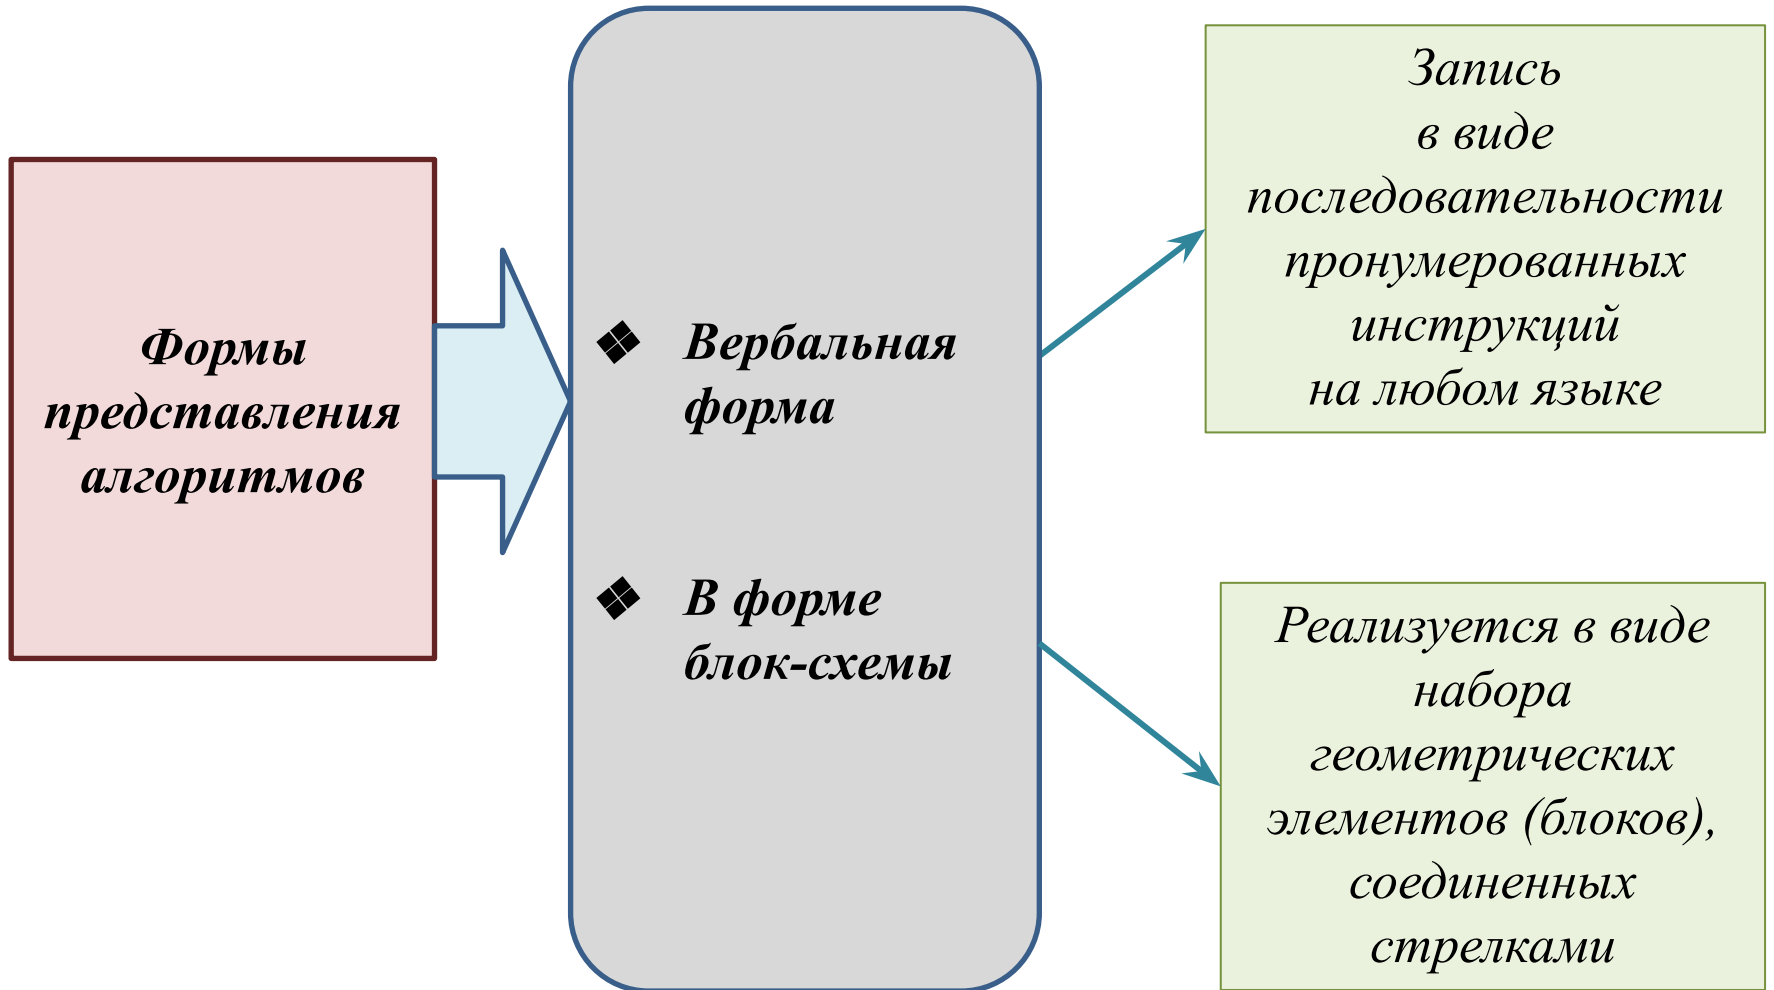 Формы
представления
алгоритмов
❖ Вербальная
форма
❖ В форме
блок-схемы
Запись
в виде
последовательности
пронумерованных
инструкций
на любом языке
Реализуется в виде
набора
геометрических
элементов (блоков),
соединенных
стрелками